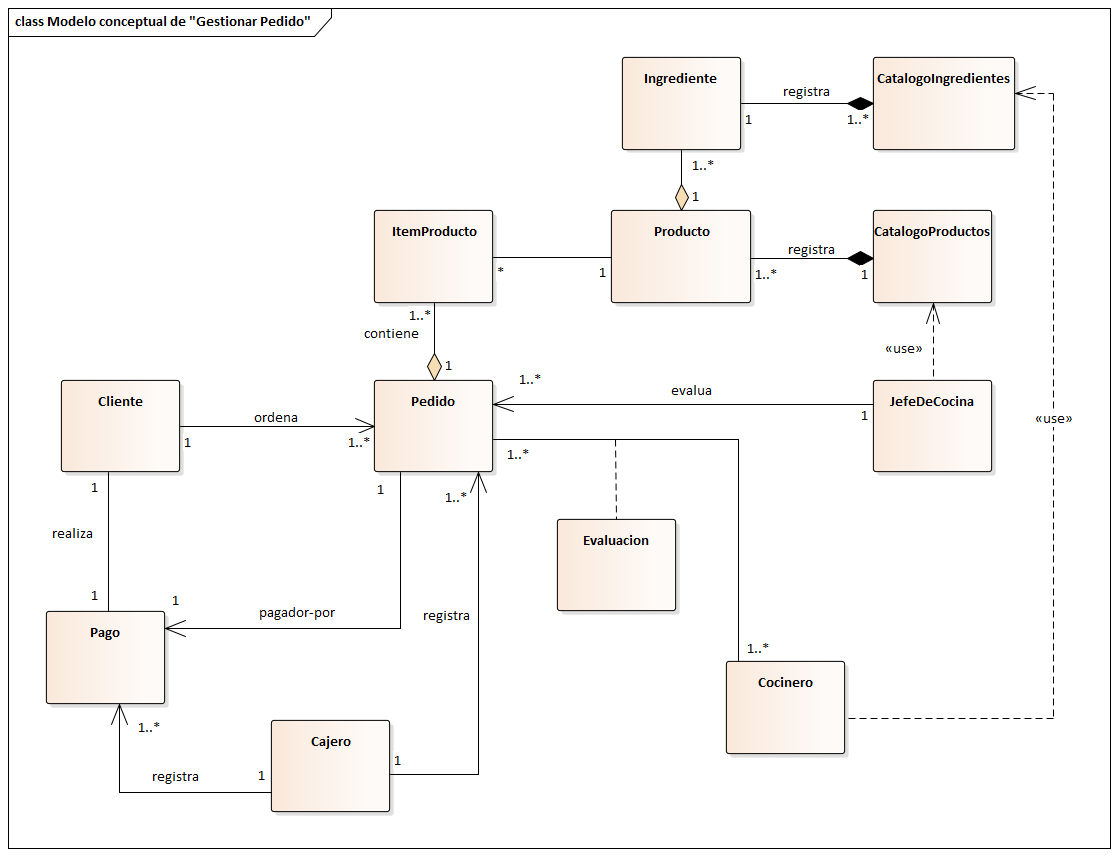 class Modelo conceptual de "Gestionar Pedido"
Ingrediente
CatalogoIngredientes
registra
1
1..*
1..*
1
ItemProducto
Producto
CatalogoProductos
registra
*
1
1..*
1
1..*
contiene
1
«use»
«use»
Cliente
Pedido
JefeDeCocina
1..*
evalua
1
ordena
1
1..*
1..*
1
1
1..*
realiza
Evaluacion
1
1
pagador-por
registra
Pago
1..*
Cocinero
1..*
Cajero
1
registra
1